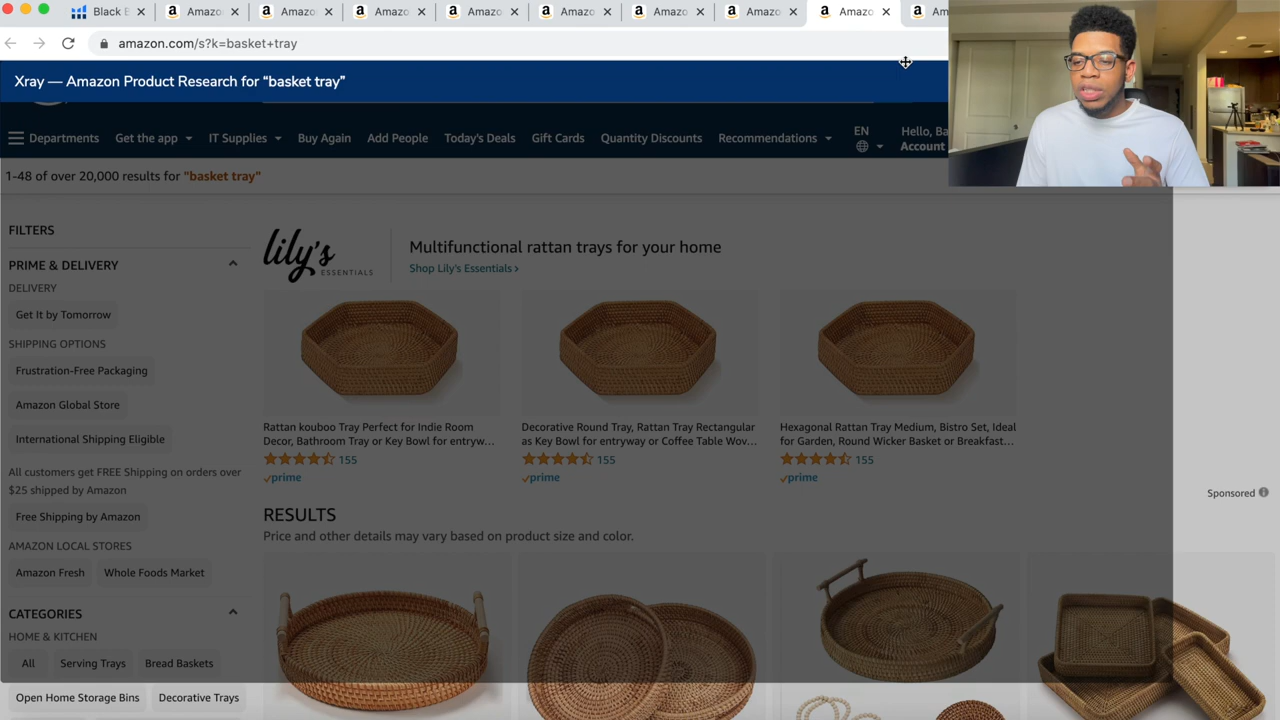 Black B
Amazo
Amazo
Amazo
Amazo
Amazo
Amazo
Amazo
Amazo
Am
amazon.com/s?k=basket+tray
Xray — Amazon Product Research for “basket tray”
Departments
Get the app
IT Supplies
Buy Again
Add People
Today's Deals
Gift Cards
Quantity Discounts
Recommendations
EN
Hello, Ba
Account
1-48 of over 20,000 results for "basket tray"
FILTERS
PRIME & DELIVERY
DELIVERY
Get It by Tomorrow
SHIPPING OPTIONS
Frustration-Free Packaging
Amazon Global Store
International Shipping Eligible
All customers get FREE Shipping on orders over
$25 shipped by Amazon
Free Shipping by Amazon
AMAZON LOCAL STORES
Amazon Fresh
Whole Foods Market
CATEGORIES
HOME & KITCHEN
All
Serving Trays
Bread Baskets
Open Home Storage Bins
Decorative Trays
lily's
ESSENTIALS
Multifunctional rattan trays for your home
Shop Lily's Essentials ›
Rattan kouboo Tray Perfect for Indie Room
Decor, Bathroom Tray or Key Bowl for entryw…
155
prime
Decorative Round Tray, Rattan Tray Rectangular
as Key Bowl for entryway or Coffee Table Wov…
155
prime
Hexagonal Rattan Tray Medium, Bistro Set, Ideal
for Garden, Round Wicker Basket or Breakfast…
155
prime
Sponsored
RESULTS
Price and other details may vary based on product size and color.